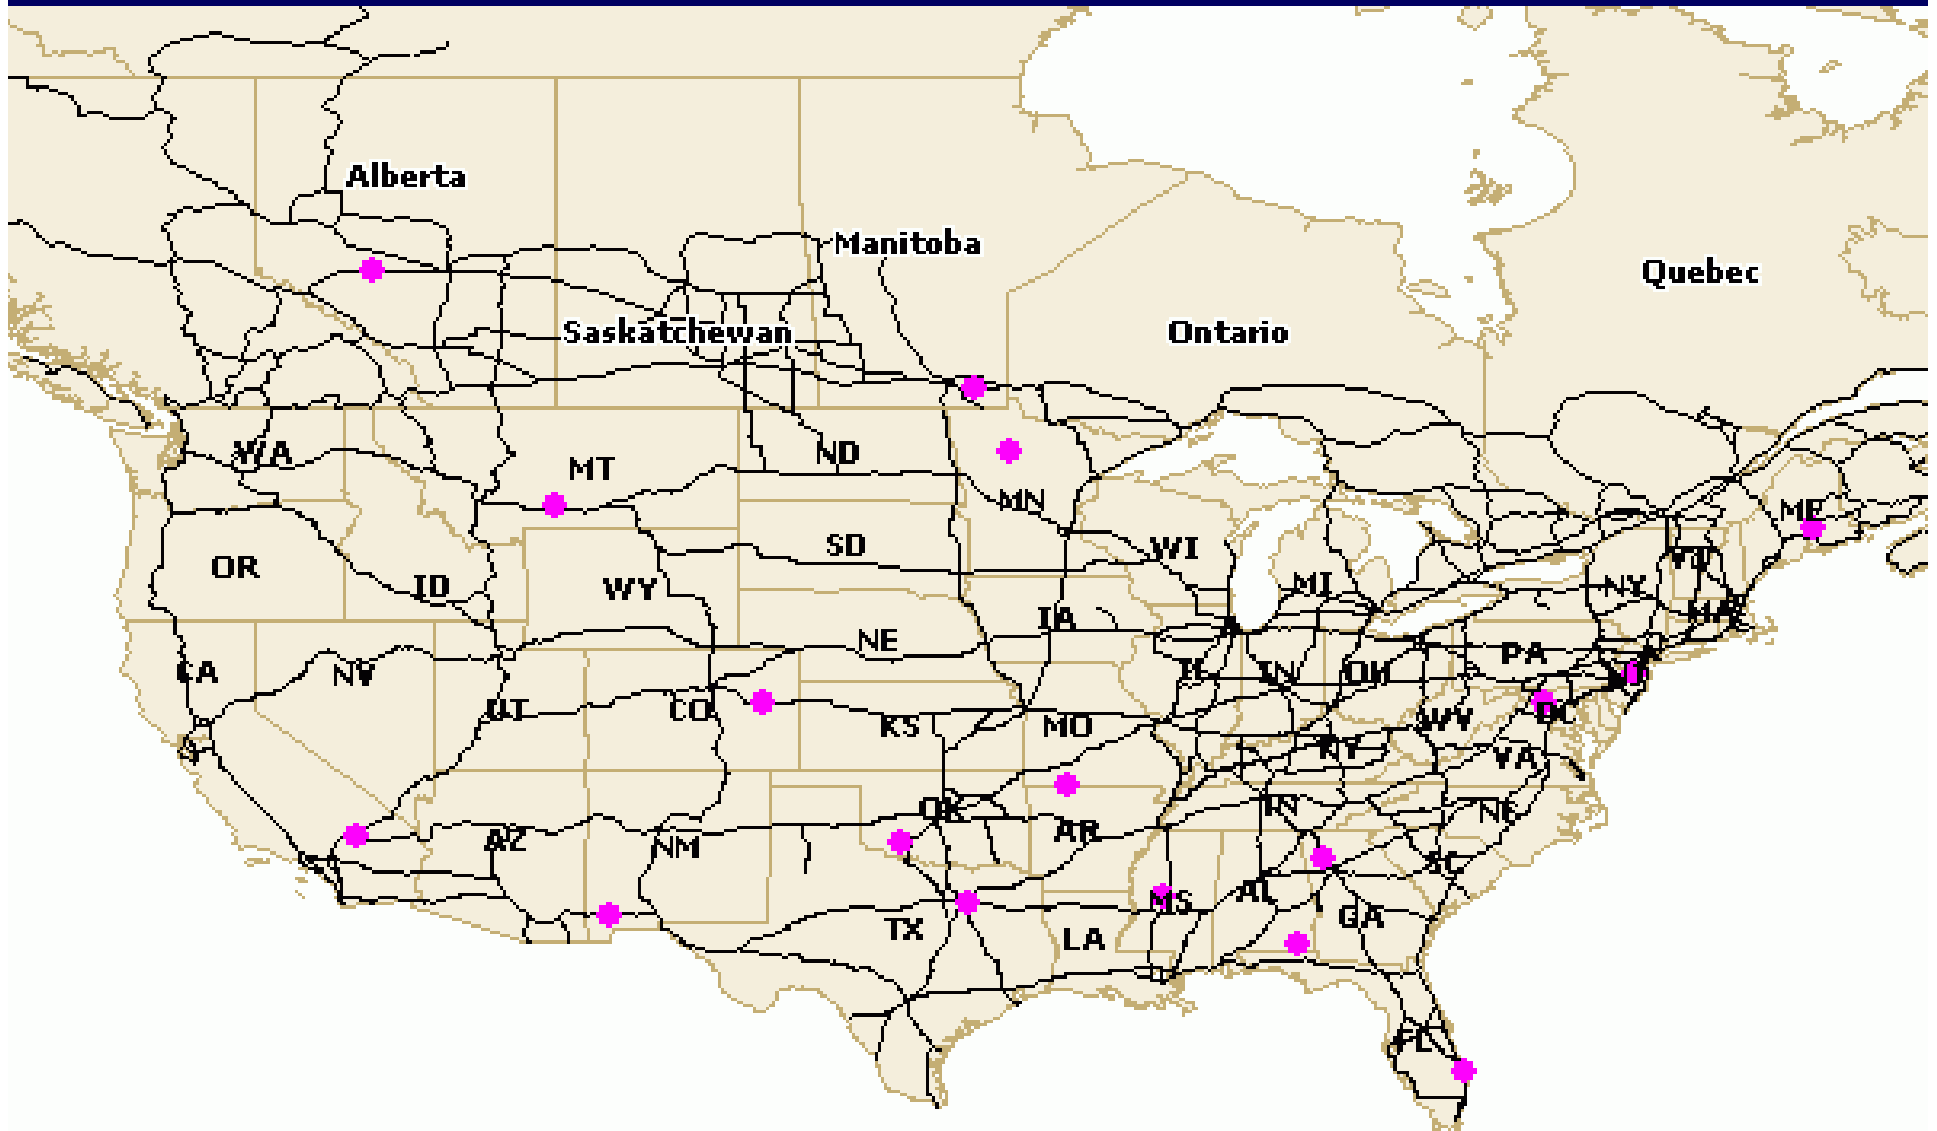 Alberta
Manitoba
Quebec
Saskatchewan
Ontario
WA
MT
ND
MN
ME
OR
ID
WY
SD
WI
MI
VT
NY
MA
IA
NE
PA
CA
NV
UT
CO
IL
IN
OH
NJ
KS
MO
WV
DC
KY
VA
OK
TN
NC
AZ
NM
AR
SC
MS
AL
GA
TX
LA
FL